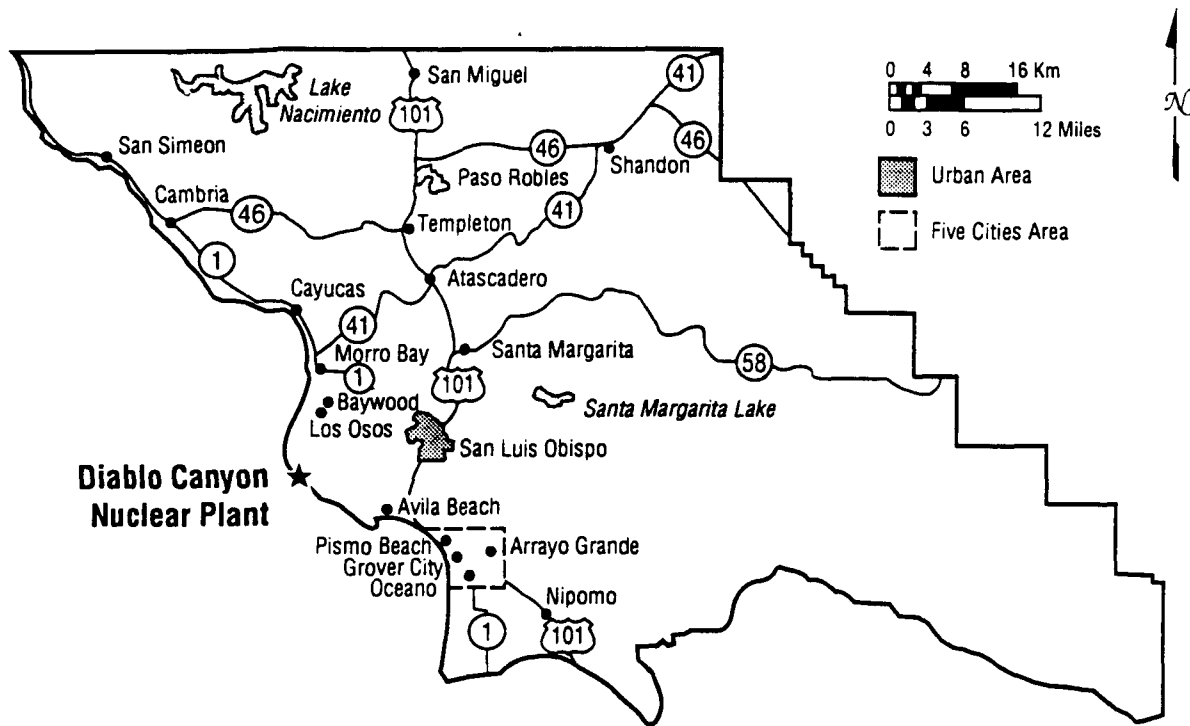 San Miguel
Lake
Nacimiento
101
41
0 4 8 16 Km
0 3 6 12 Miles
N
San Simeon
46
Shandon
46
Paso Robles
Urban Area
Cambria
46
Templeton
41
Five Cities Area
1
Atascadero
Cayucas
41
Morro Bay
1
Santa Margarita
58
101
Baywood
Los Osos
Santa Margarita Lake
San Luis Obispo
Diablo Canyon
Nuclear Plant
Avila Beach
Pismo Beach
Grover City
Oceano
Arrayo Grande
Nipomo
1
101